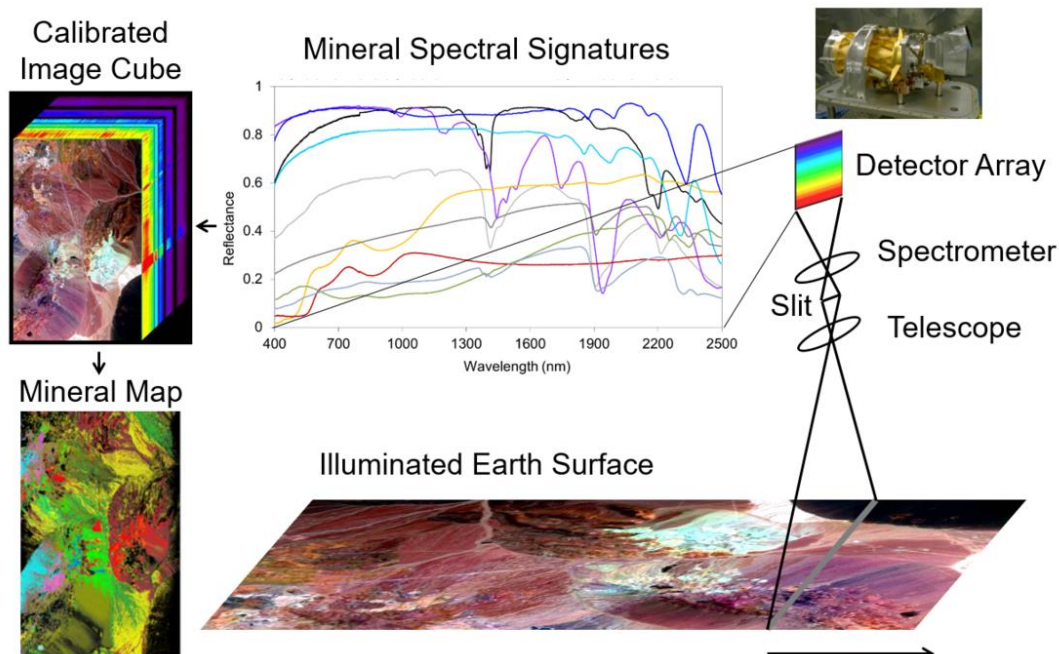 Calibrated
Image Cube
Mineral Spectral Signatures
Detector Array
Spectrometer
Slit
Telescope
Reflectance
1
0.8
0.6
0.4
0.2
0
400
700
1000
1300
1600
1900
2200
2500
Wavelength (nm)
Mineral Map
Illuminated Earth Surface